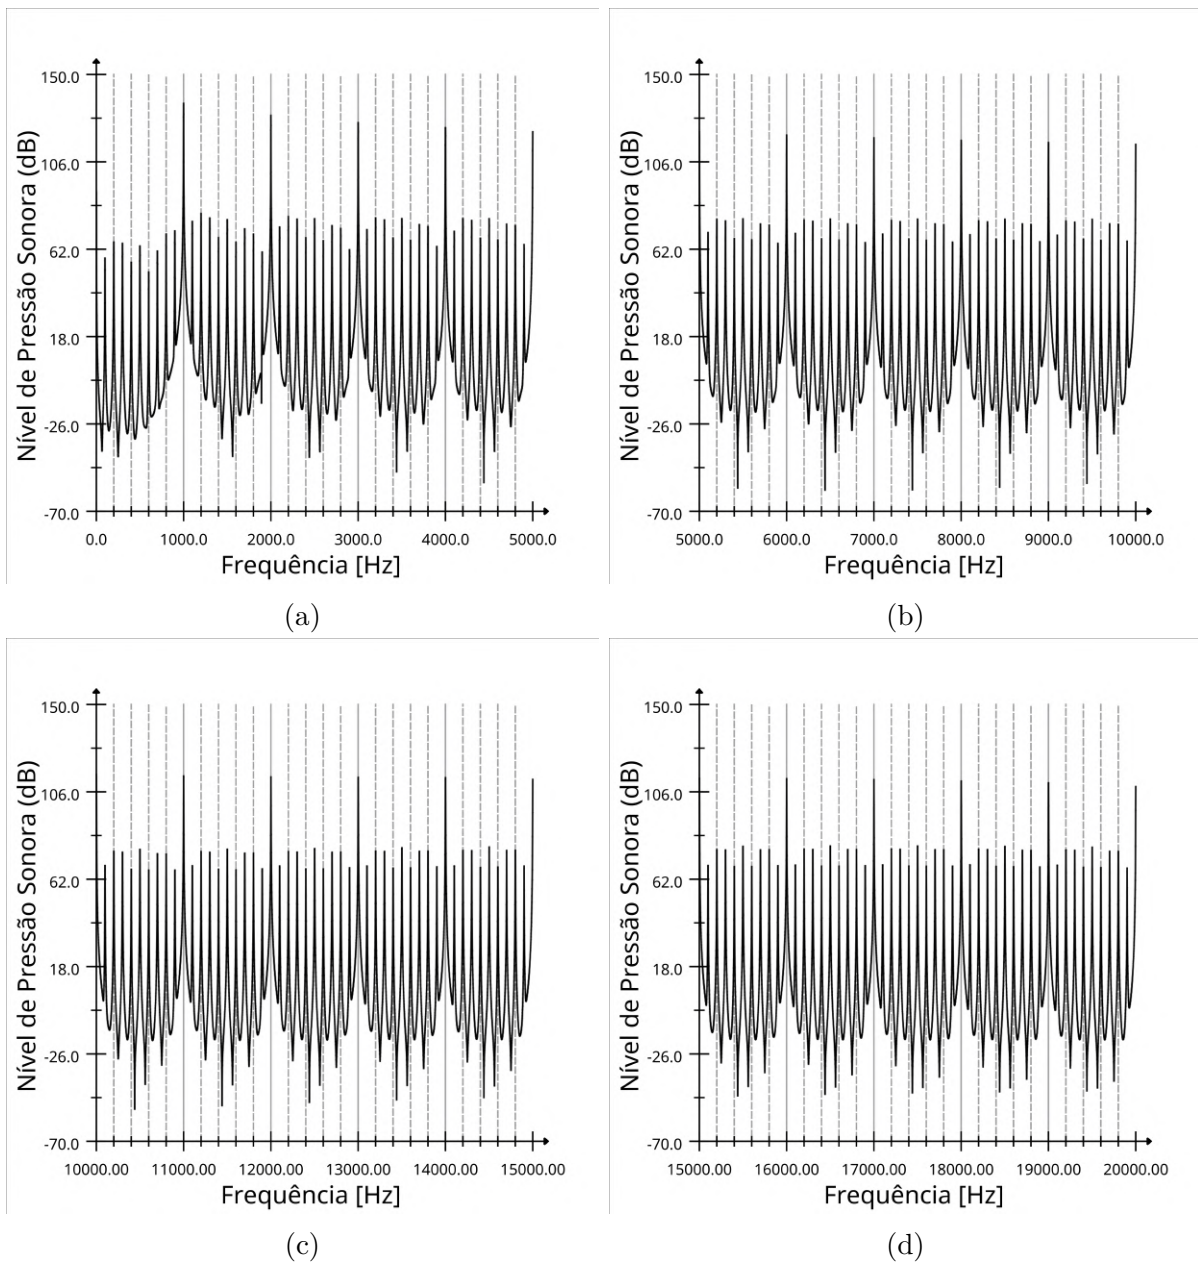 150.0
106.0
62.0
18.0
-26.0
-70.0
Nível de Pressão Sonora (dB)
0.0 1000.0 2000.0 3000.0 4000.0 5000.0
Frequência [Hz]
(a)
150.0
106.0
62.0
18.0
-26.0
-70.0
Nível de Pressão Sonora (dB)
5000.0 6000.0 7000.0 8000.0 9000.0 10000.0
Frequência [Hz]
(b)
150.0
106.0
62.0
18.0
-26.0
-70.0
Nível de Pressão Sonora (dB)
10000.00 11000.00 12000.00 13000.00 14000.00 15000.00
Frequência [Hz]
(c)
150.0
106.0
62.0
18.0
-26.0
-70.0
Nível de Pressão Sonora (dB)
15000.00 16000.00 17000.00 18000.00 19000.00 20000.00
Frequência [Hz]
(d)